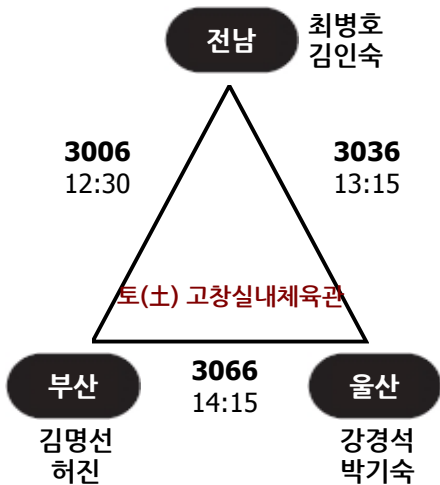 전남
최병호
김인숙
3006
12:30
3036
13:15
토(土) 고창실내체육관
부산
3066
14:15
울산
김명선
허진
강경석
박기숙